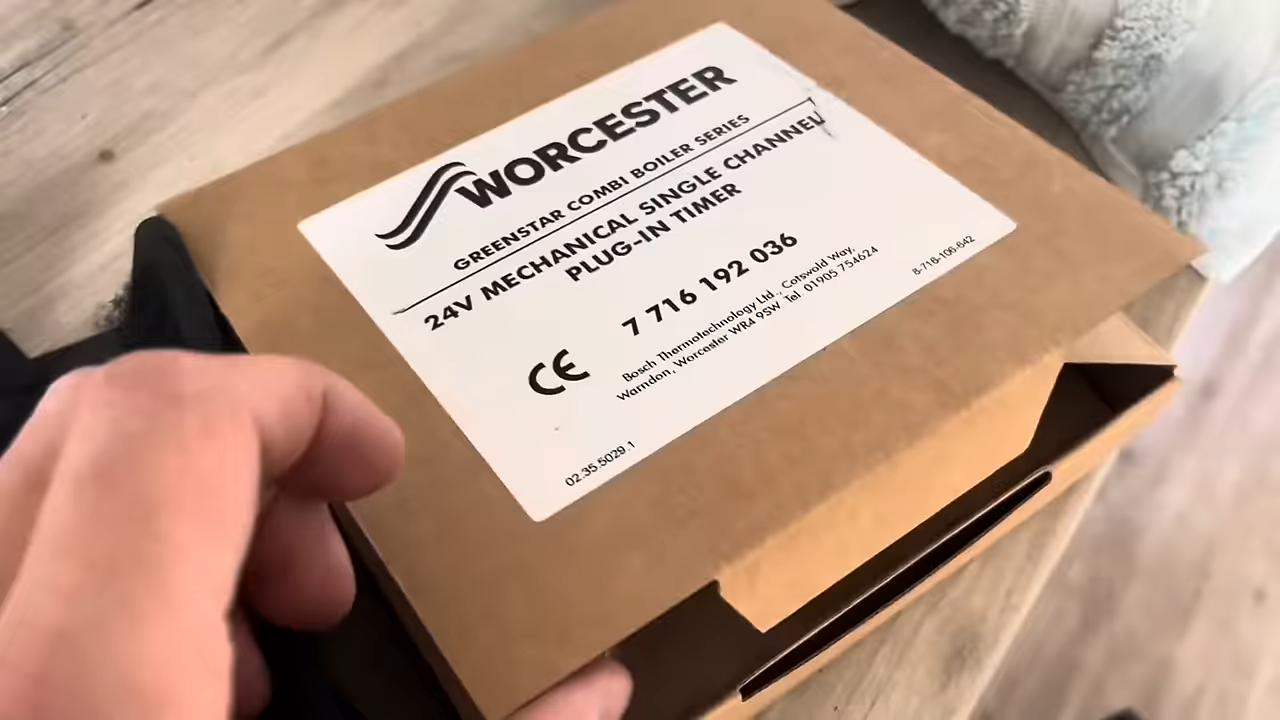 WORCESTER
GREENSTAR COMBI BOILER SERIES
24V MECHANICAL SINGLE CHANNEL
PLUG-IN TIMER
7 716 192 036
CE
Bosch Thermotechnology Ltd., Cotswold Way,
Warndon, Worcester WR4 9SW Tel. 01905 754624
8-716-106-642
02.35.5029.1